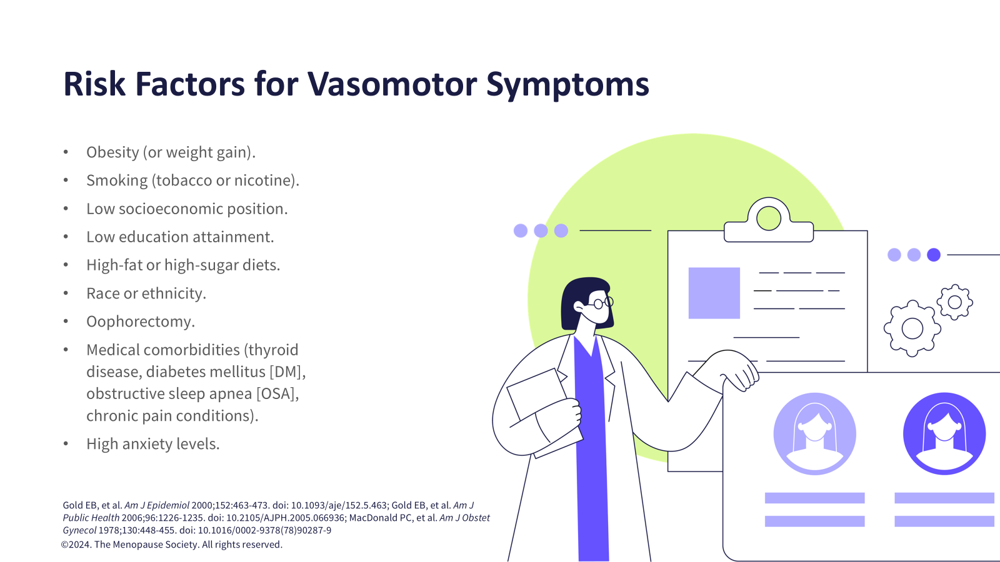 Risk Factors for Vasomotor Symptoms
• Obesity (or weight gain).
• Smoking (tobacco or nicotine).
• Low socioeconomic position.
• Low education attainment.
• High-fat or high-sugar diets.
• Race or ethnicity.
• Oophorectomy.
• Medical comorbidities (thyroid
disease, diabetes mellitus [DM],
obstructive sleep apnea [OSA],
chronic pain conditions).
• High anxiety levels.
Gold EB, et al. Am J Epidemiol 2000;152:463-473. doi: 10.1093/aje/152.5.463; Gold EB, et al. Am J
Public Health 2006;96:1226-1235. doi: 10.2105/AJPH.2005.066936; MacDonald PC, et al. Am J Obstet
Gynecol 1978;130:448-455. doi: 10.1016/0002-9378(78)90287-9
©2024. The Menopause Society. All rights reserved.